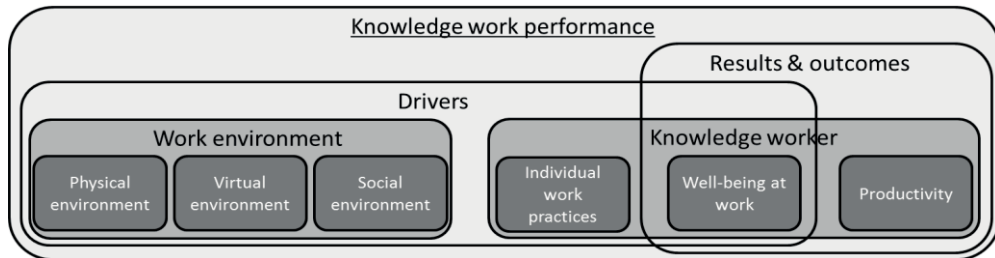 Knowledge work performance
Results & outcomes
Drivers
Work environment
Knowledge worker
Physical
environment
Virtual
environment
Social
environment
Individual
work
practices
Well-being at
work
Productivity